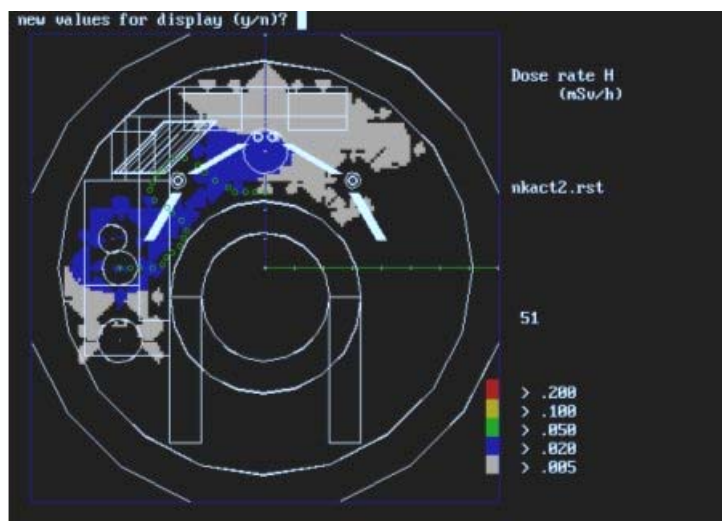 new values for display (y/n)?
Dose rate H
(mSv/h)
nkact2.rst
51
> .200
> .100
> .050
> .020
> .005